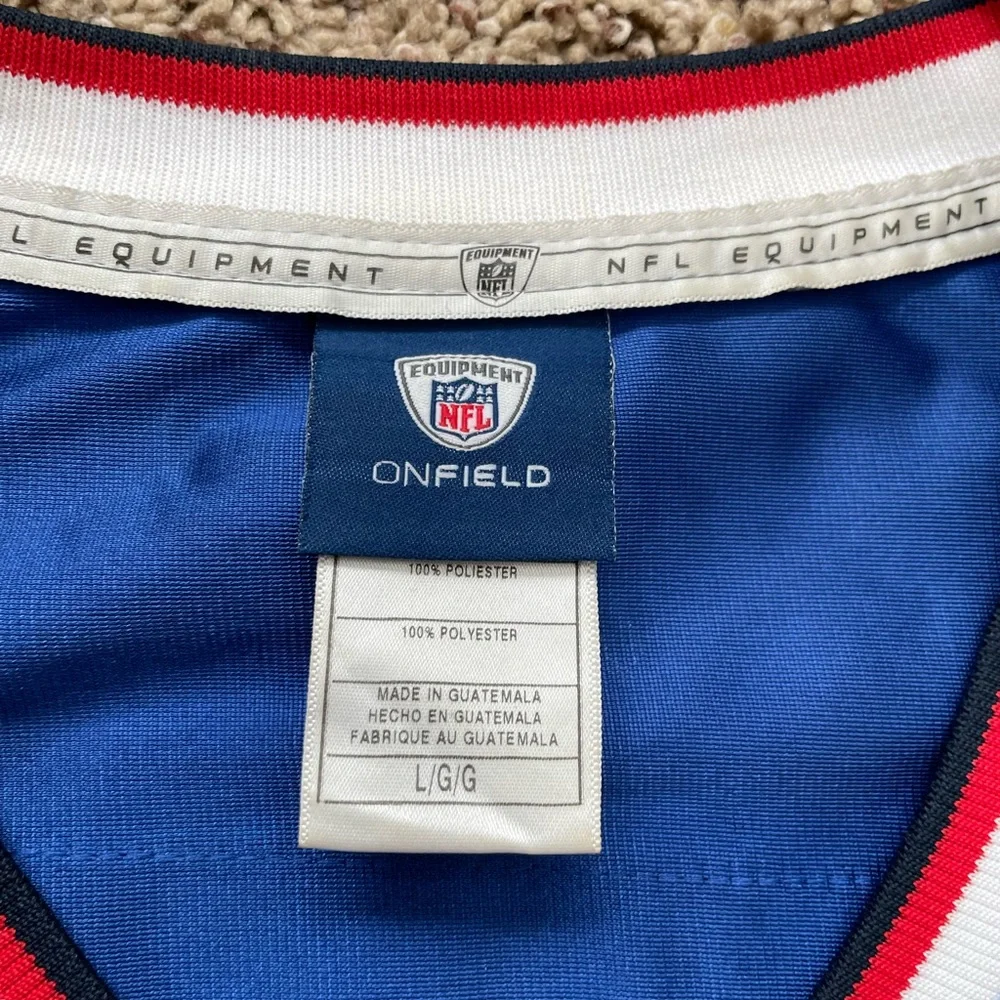 L EQUIPMENT
EQUIPMENT
NFL
NFL EQUIPMENT
EQUIPMENT
NFL
ONFIELD
100% POLIESTER
100% POLYESTER
MADE IN GUATEMALA
HECHO EN GUATEMALA
FABRIQUE AU GUATEMALA
L/G/G